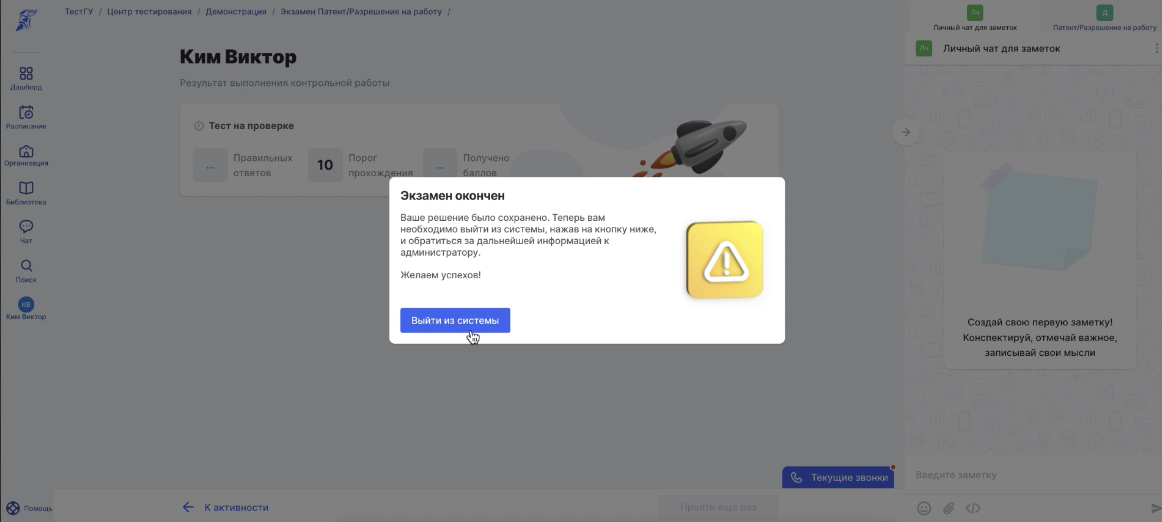 ТестГУ / Центр тестирования / Демонстрация / Экзамен Патент/Разрешение на работу /
Дашборд
Расписание
Организация
Библиотека
Чат
Поиск
КВ
Ким Виктор
Помощь
Ким Виктор
Результат выполнения контрольной работы
Тест на проверке
... Правильных ответов
10 Порог прохождения
... Получено баллов
Экзамен окончен
Ваше решение было сохранено. Теперь вам
необходимо выйти из системы, нажав на кнопку ниже,
и обратиться за дальнейшей информацией к
администратору.
Желаем успехов!
Выйти из системы
Текущие звонки
К активности
Пройти еще раз
Лч
Личный чат для заметок
Д
Патент/Разрешение на работу
Лч
Личный чат для заметок
Создай свою первую заметку!
Конспектируй, отмечай важное,
записывай свои мысли
Введите заметку